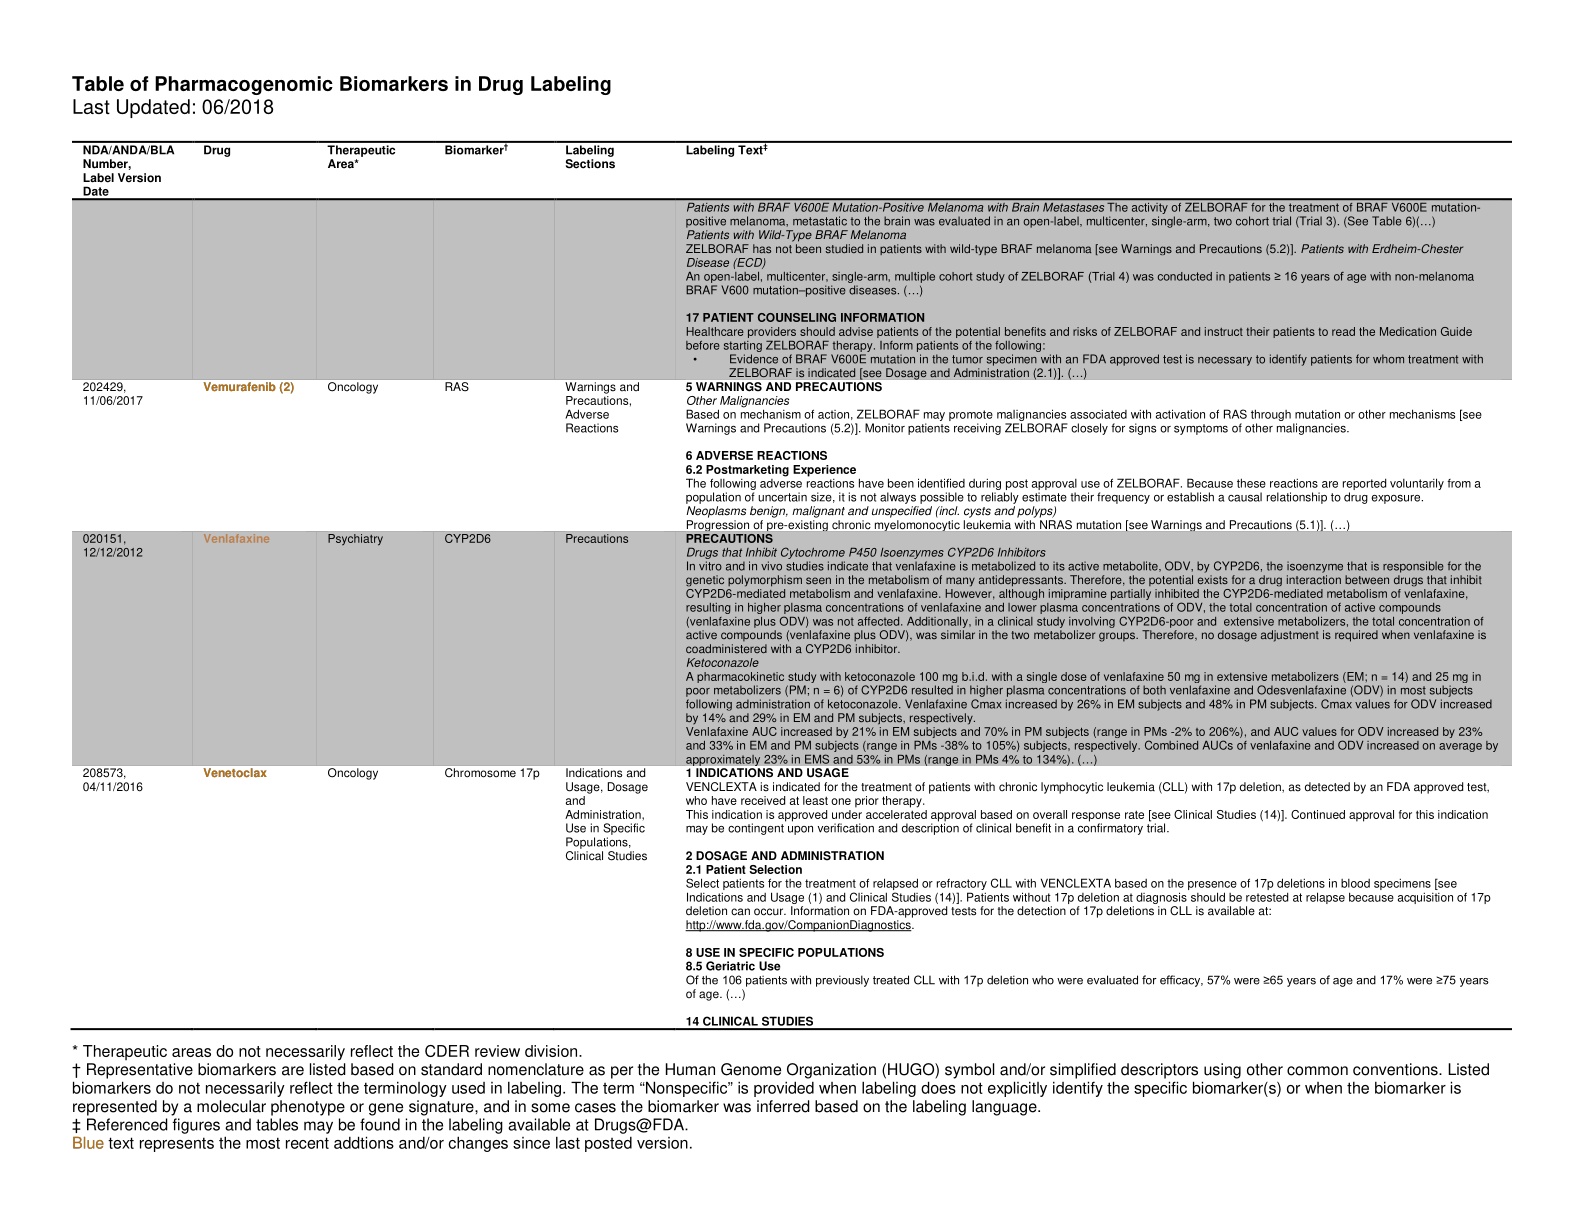 Table of Pharmacogenomic Biomarkers in Drug Labeling
Last Updated: 06/2018
NDA/ANDA/BLA
Number,
Label Version
Date
Drug
Therapeutic
Area*
Biomarker†
Labeling
Sections
Labeling Text‡
Patients with BRAF V600E Mutation-Positive Melanoma with Brain Metastases The activity of ZELBORAF for the treatment of BRAF V600E mutation-
positive melanoma, metastatic to the brain was evaluated in an open-label, multicenter, single-arm, two cohort trial (Trial 3). (See Table 6)(…)
Patients with Wild-Type BRAF Melanoma
ZELBORAF has not been studied in patients with wild-type BRAF melanoma [see Warnings and Precautions (5.2)]. Patients with Erdheim-Chester
Disease (ECD)
An open-label, multicenter, single-arm, multiple cohort study of ZELBORAF (Trial 4) was conducted in patients ≥ 16 years of age with non-melanoma
BRAF V600 mutation–positive diseases. (…)
17 PATIENT COUNSELING INFORMATION
Healthcare providers should advise patients of the potential benefits and risks of ZELBORAF and instruct their patients to read the Medication Guide
before starting ZELBORAF therapy. Inform patients of the following:
• Evidence of BRAF V600E mutation in the tumor specimen with an FDA approved test is necessary to identify patients for whom treatment with
ZELBORAF is indicated [see Dosage and Administration (2.1)]. (…)
202429,
11/06/2017
Vemurafenib (2)
Oncology
RAS
Warnings and
Precautions,
Adverse
Reactions
5 WARNINGS AND PRECAUTIONS
Other Malignancies
Based on mechanism of action, ZELBORAF may promote malignancies associated with activation of RAS through mutation or other mechanisms [see
Warnings and Precautions (5.2)]. Monitor patients receiving ZELBORAF closely for signs or symptoms of other malignancies.
6 ADVERSE REACTIONS
6.2 Postmarketing Experience
The following adverse reactions have been identified during post approval use of ZELBORAF. Because these reactions are reported voluntarily from a
population of uncertain size, it is not always possible to reliably estimate their frequency or establish a causal relationship to drug exposure.
Neoplasms benign, malignant and unspecified (incl. cysts and polyps)
Progression of pre-existing chronic myelomonocytic leukemia with NRAS mutation [see Warnings and Precautions (5.1)]. (…)
020151,
12/12/2012
Venlafaxine
Psychiatry
CYP2D6
Precautions
PRECAUTIONS
Drugs that Inhibit Cytochrome P450 Isoenzymes CYP2D6 Inhibitors
In vitro and in vivo studies indicate that venlafaxine is metabolized to its active metabolite, ODV, by CYP2D6, the isoenzyme that is responsible for the
genetic polymorphism seen in the metabolism of many antidepressants. Therefore, the potential exists for a drug interaction between drugs that inhibit
CYP2D6-mediated metabolism and venlafaxine. However, although imipramine partially inhibited the CYP2D6-mediated metabolism of venlafaxine,
resulting in higher plasma concentrations of venlafaxine and lower plasma concentrations of ODV, the total concentration of active compounds
(venlafaxine plus ODV) was not affected. Additionally, in a clinical study involving CYP2D6-poor and  extensive metabolizers, the total concentration of
active compounds (venlafaxine plus ODV), was similar in the two metabolizer groups. Therefore, no dosage adjustment is required when venlafaxine is
coadministered with a CYP2D6 inhibitor.
Ketoconazole
A pharmacokinetic study with ketoconazole 100 mg b.i.d. with a single dose of venlafaxine 50 mg in extensive metabolizers (EM; n = 14) and 25 mg in
poor metabolizers (PM; n = 6) of CYP2D6 resulted in higher plasma concentrations of both venlafaxine and Odesvenlafaxine (ODV) in most subjects
following administration of ketoconazole. Venlafaxine Cmax increased by 26% in EM subjects and 48% in PM subjects. Cmax values for ODV increased
by 14% and 29% in EM and PM subjects, respectively.
Venlafaxine AUC increased by 21% in EM subjects and 70% in PM subjects (range in PMs -2% to 206%), and AUC values for ODV increased by 23%
and 33% in EM and PM subjects (range in PMs -38% to 105%) subjects, respectively. Combined AUCs of venlafaxine and ODV increased on average by
approximately 23% in EMS and 53% in PMs (range in PMs 4% to 134%). (…)
208573,
04/11/2016
Venetoclax
Oncology
Chromosome 17p
Indications and
Usage, Dosage
and
Administration,
Use in Specific
Populations,
Clinical Studies
1 INDICATIONS AND USAGE
VENCLEXTA is indicated for the treatment of patients with chronic lymphocytic leukemia (CLL) with 17p deletion, as detected by an FDA approved test,
who have received at least one prior therapy.
This indication is approved under accelerated approval based on overall response rate [see Clinical Studies (14)]. Continued approval for this indication
may be contingent upon verification and description of clinical benefit in a confirmatory trial.
2 DOSAGE AND ADMINISTRATION
2.1 Patient Selection
Select patients for the treatment of relapsed or refractory CLL with VENCLEXTA based on the presence of 17p deletions in blood specimens [see
Indications and Usage (1) and Clinical Studies (14)]. Patients without 17p deletion at diagnosis should be retested at relapse because acquisition of 17p
deletion can occur. Information on FDA-approved tests for the detection of 17p deletions in CLL is available at:
http://www.fda.gov/CompanionDiagnostics.
8 USE IN SPECIFIC POPULATIONS
8.5 Geriatric Use
Of the 106 patients with previously treated CLL with 17p deletion who were evaluated for efficacy, 57% were ≥65 years of age and 17% were ≥75 years
of age. (…)
14 CLINICAL STUDIES
* Therapeutic areas do not necessarily reflect the CDER review division.
† Representative biomarkers are listed based on standard nomenclature as per the Human Genome Organization (HUGO) symbol and/or simplified descriptors using other common conventions. Listed
biomarkers do not necessarily reflect the terminology used in labeling. The term “Nonspecific” is provided when labeling does not explicitly identify the specific biomarker(s) or when the biomarker is
represented by a molecular phenotype or gene signature, and in some cases the biomarker was inferred based on the labeling language.
‡ Referenced figures and tables may be found in the labeling available at Drugs@FDA.
Blue text represents the most recent addtions and/or changes since last posted version.